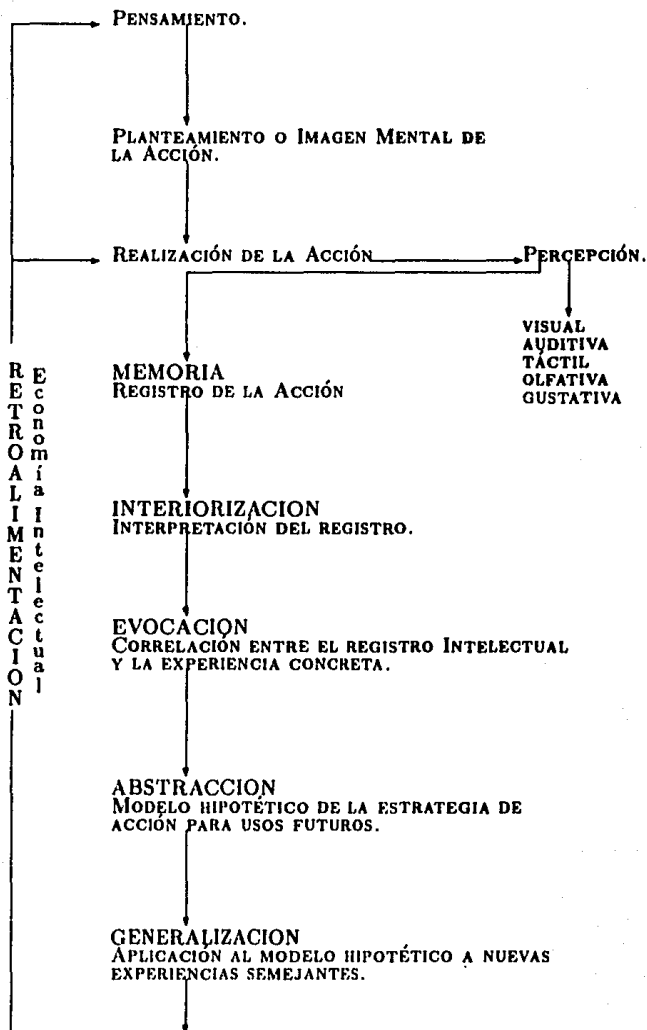 PENSAMIENTO.
PLANTEAMIENTO O IMAGEN MENTAL DE
LA ACCIÓN.
REALIZACIÓN DE LA ACCIÓN
PERCEPCIÓN.
VISUAL
AUDITIVA
TÁCTIL
OLFATIVA
GUSTATIVA
MEMORIA
REGISTRO DE LA ACCIÓN
INTERIORIZACION
INTERPRETACIÓN DEL REGISTRO.
EVOCACION
CORRELACIÓN ENTRE EL REGISTRO INTELECTUAL
Y LA EXPERIENCIA CONCRETA.
ABSTRACCION
MODELO HIPOTÉTICO DE LA ESTRATEGIA DE
ACCIÓN PARA USOS FUTUROS.
GENERALIZACION
APLICACIÓN AL MODELO HIPOTÉTICO A NUEVAS
EXPERIENCIAS SEMEJANTES.
RETROALIMENTACION
Economía Intelectual